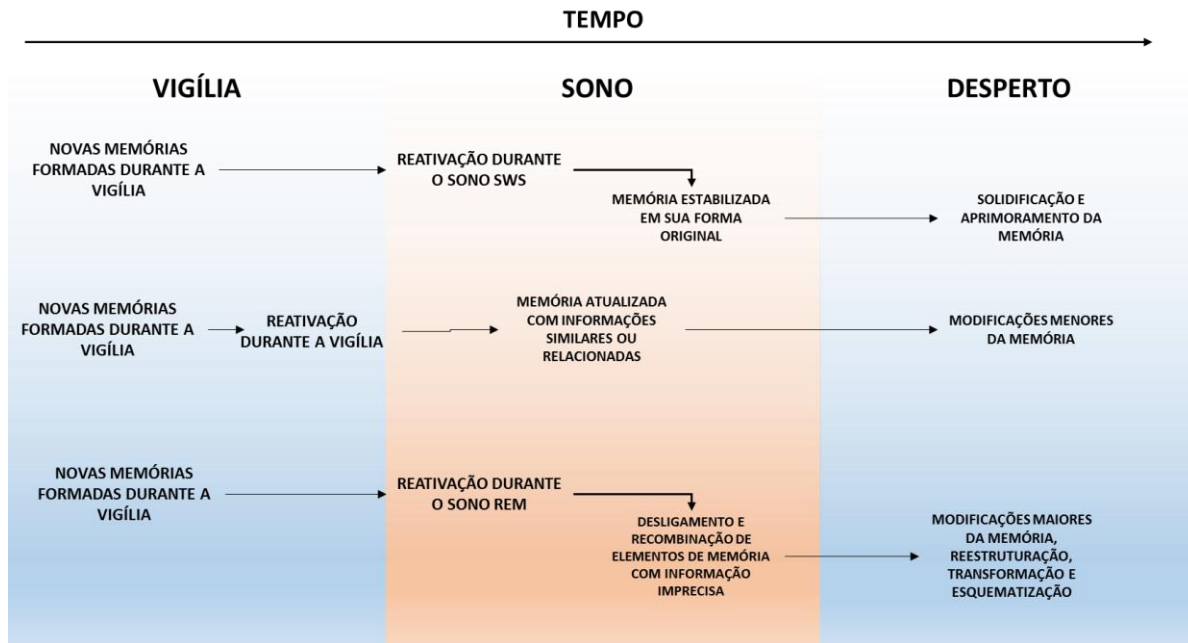 TEMPO
VIGÍLIA
SONO
DESPERTO
NOVAS MEMÓRIAS
FORMADAS DURANTE A
VIGÍLIA
REATIVAÇÃO DURANTE
O SONO SWS
MEMÓRIA ESTABILIZADA
EM SUA FORMA
ORIGINAL
SOLIDIFICAÇÃO E
APRIMORAMENTO DA
MEMÓRIA
NOVAS MEMÓRIAS
FORMADAS DURANTE A
VIGÍLIA
REATIVAÇÃO
DURANTE A VIGÍLIA
MEMÓRIA ATUALIZADA
COM INFORMAÇÕES
SIMILARES OU
RELACIONADAS
MODIFICAÇÕES MENORES
DA MEMÓRIA
NOVAS MEMÓRIAS
FORMADAS DURANTE A
VIGÍLIA
REATIVAÇÃO DURANTE
O SONO REM
DESLIGAMENTO E
RECOMBINAÇÃO DE
ELEMENTOS DE MEMÓRIA
COM INFORMAÇÃO
IMPRECISA
MODIFICAÇÕES MAIORES
DA MEMÓRIA,
REESTRUTURAÇÃO,
TRANSFORMAÇÃO E
ESQUEMATIZAÇÃO